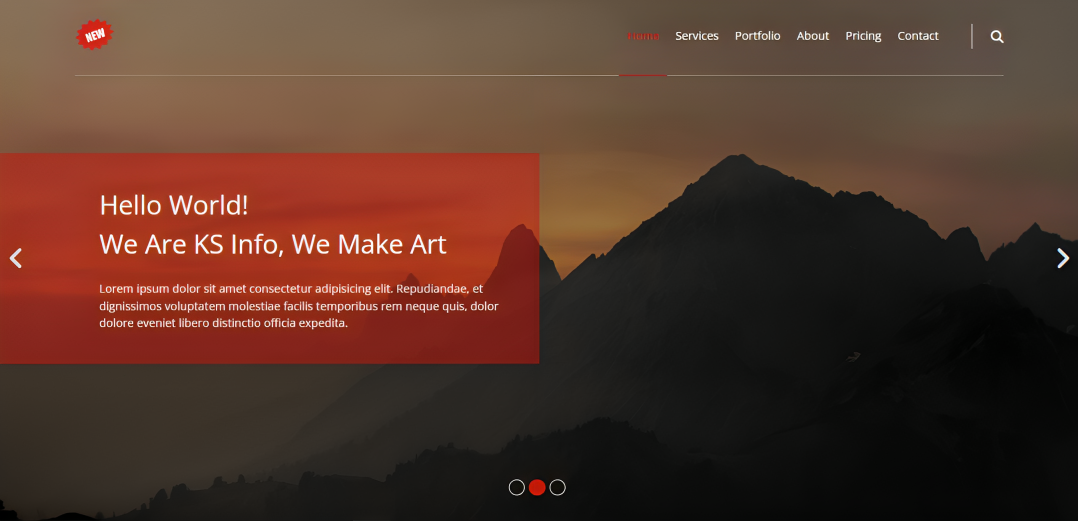 NEW
Home Services Portfolio About Pricing Contact
Hello World!
We Are KS Info, We Make Art
Lorem ipsum dolor sit amet consectetur adipisicing elit. Repudiandae, et
dignissimos voluptatem molestiae facilis temporibus rem neque quis, dolor
dolore eveniet libero distinctio officia expedita.